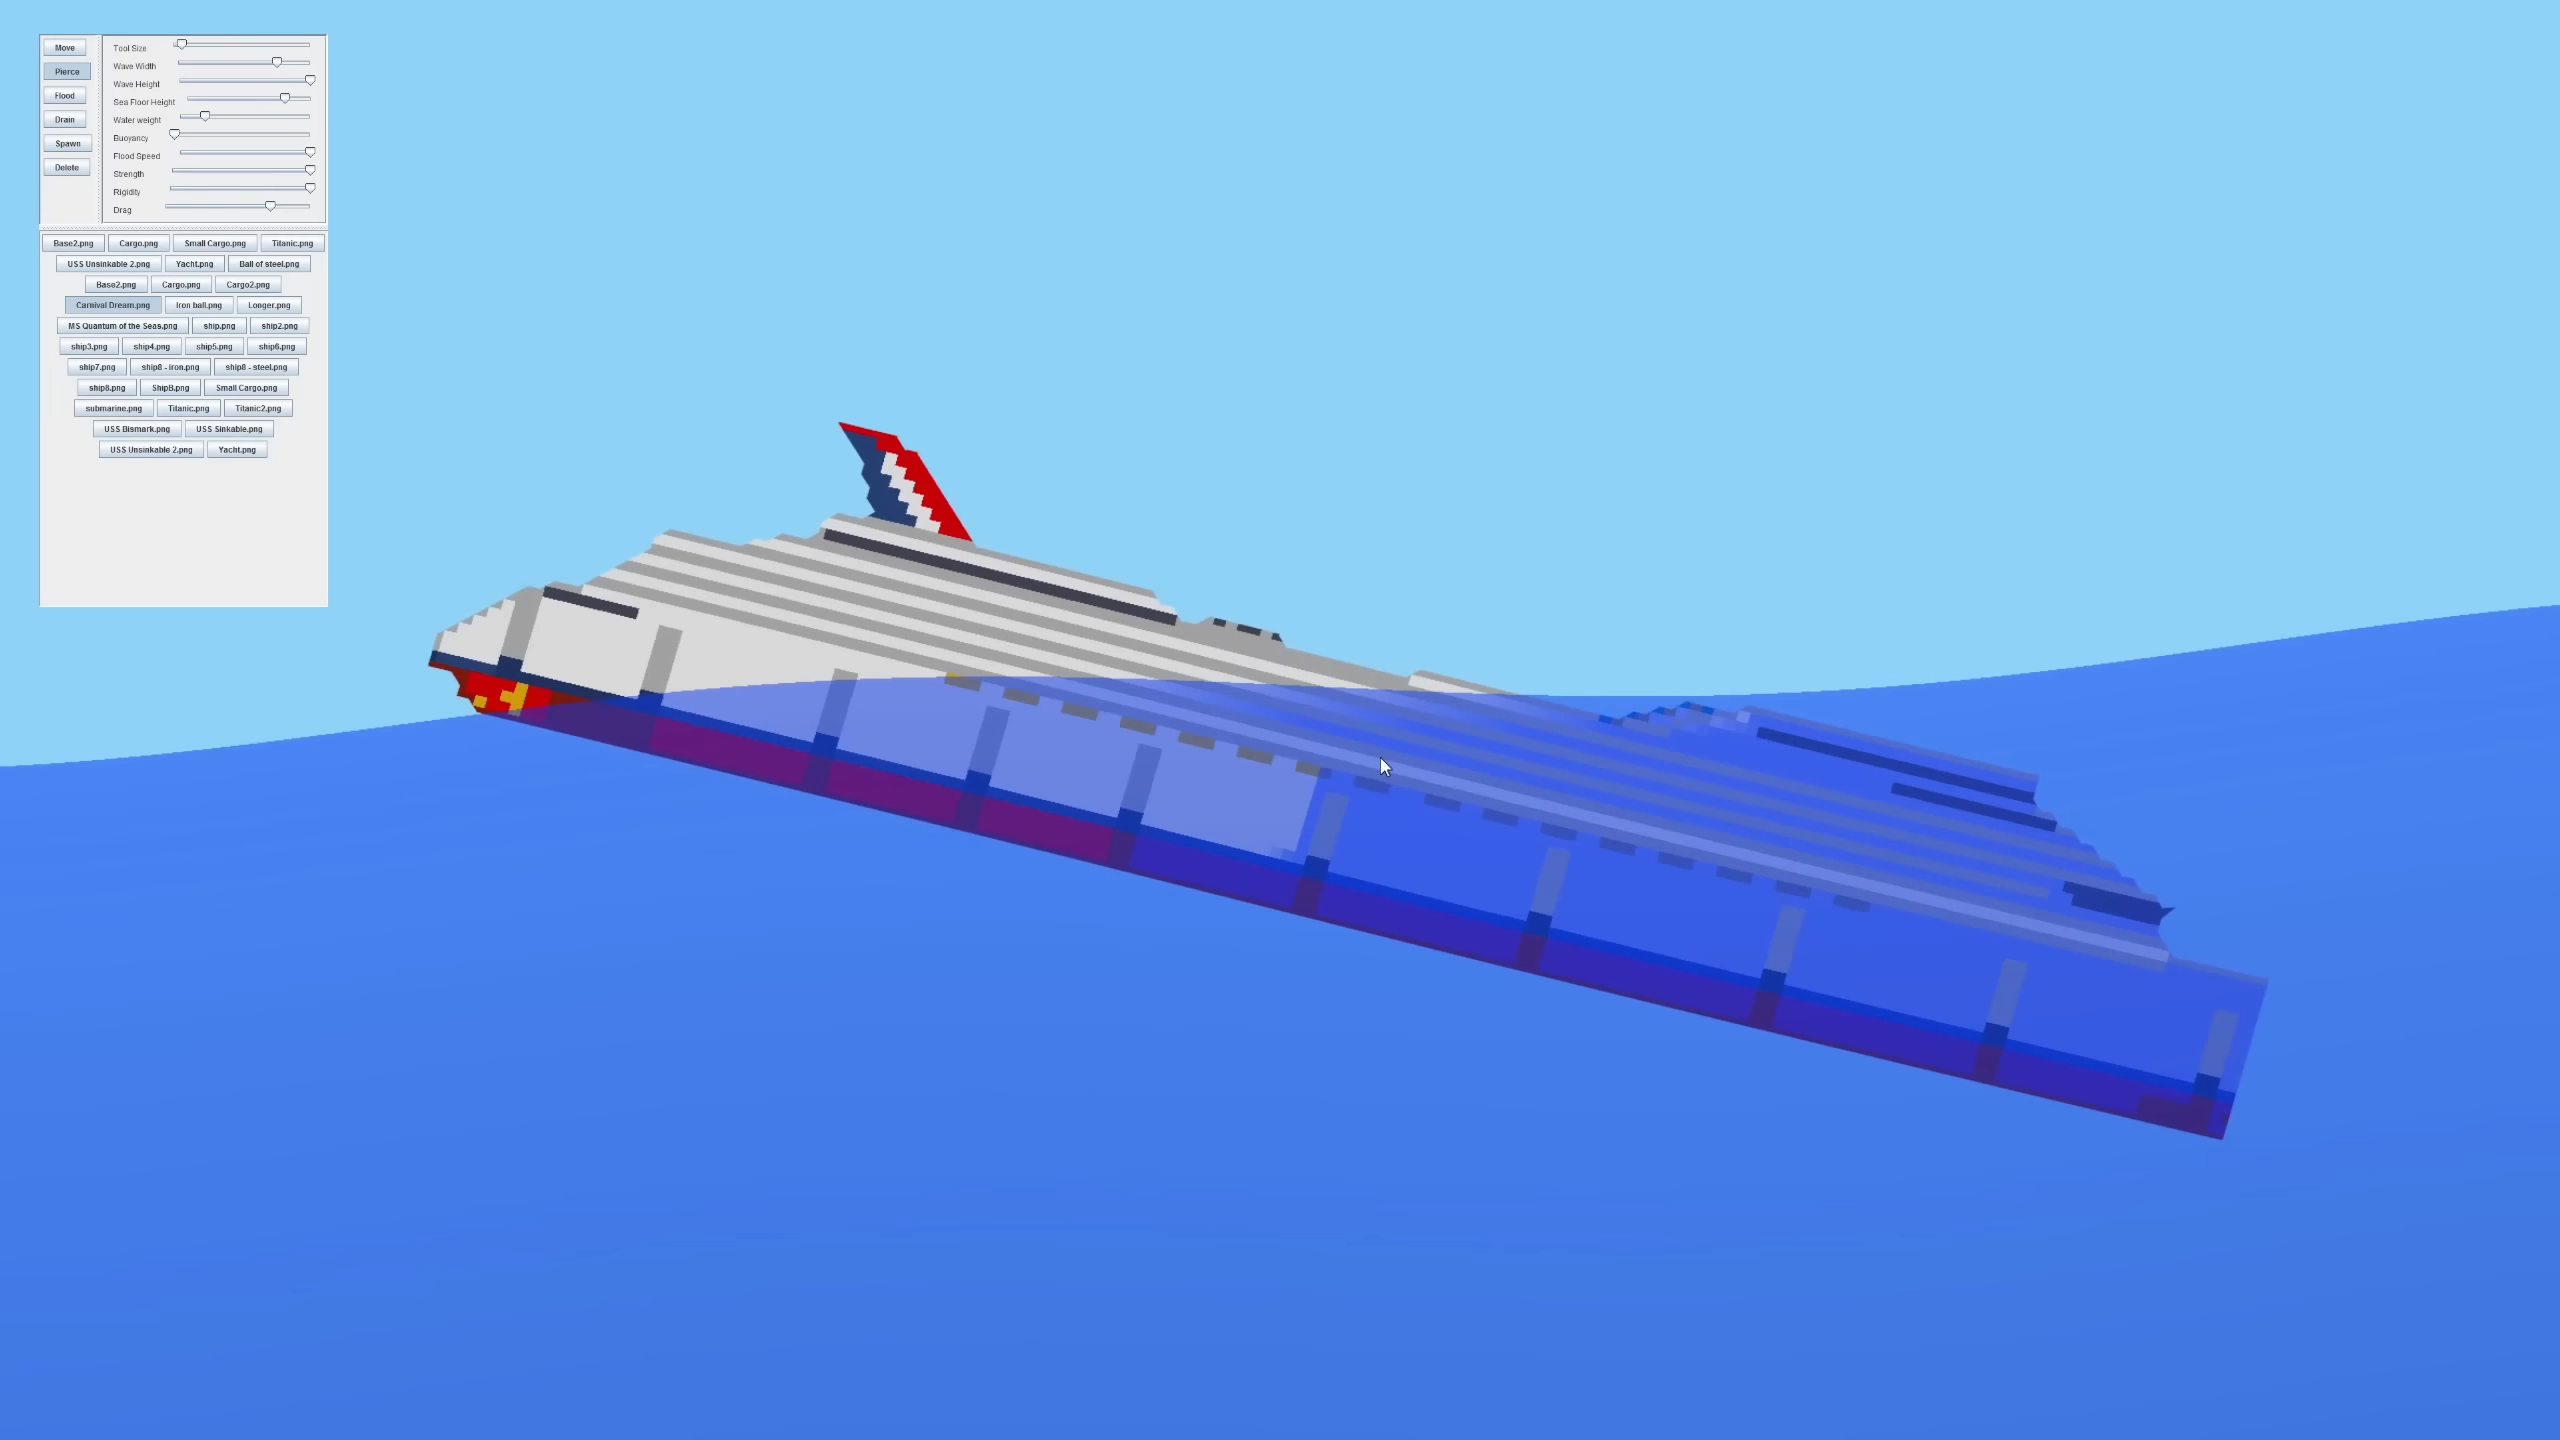 Move
Pierce
Flood
Drain
Spawn
Delete
Tool Size
Wave Width
Wave Height
Sea Floor Height
Water weight
Buoyancy
Flood Speed
Strength
Rigidity
Drag
Base2.png Cargo.png Small Cargo.png Titanic.png
USS Unsinkable 2.png Yacht.png Ball of steel.png
Base2.png Cargo.png Cargo2.png
Carnival Dream.png Iron ball.png Longer.png
MS Quantum of the Seas.png ship.png ship2.png
ship3.png ship4.png ship5.png ship6.png
ship7.png ship8 - iron.png ship8 - steel.png
ship8.png ShipB.png Small Cargo.png
submarine.png Titanic.png Titanic2.png
USS Bismark.png USS Sinkable.png
USS Unsinkable 2.png Yacht.png